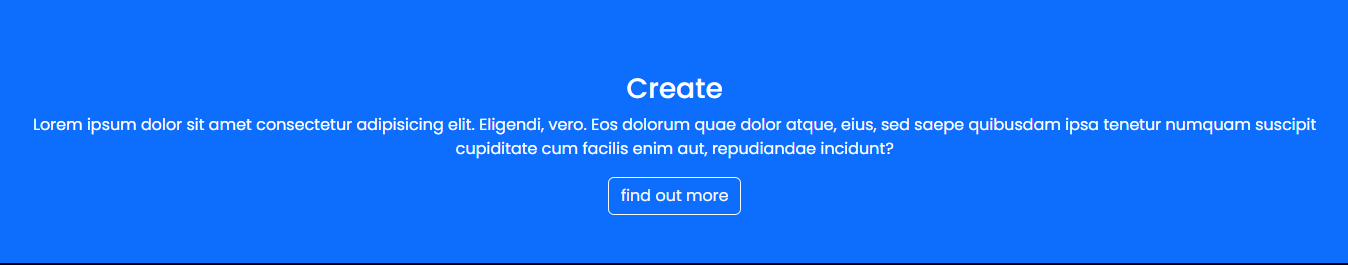 Create
Lorem ipsum dolor sit amet consectetur adipisicing elit. Eligendi, vero. Eos dolorum quae dolor atque, eius, sed saepe quibusdam ipsa tenetur numquam suscipit
cupiditate cum facilis enim aut, repudiandae incidunt?
find out more